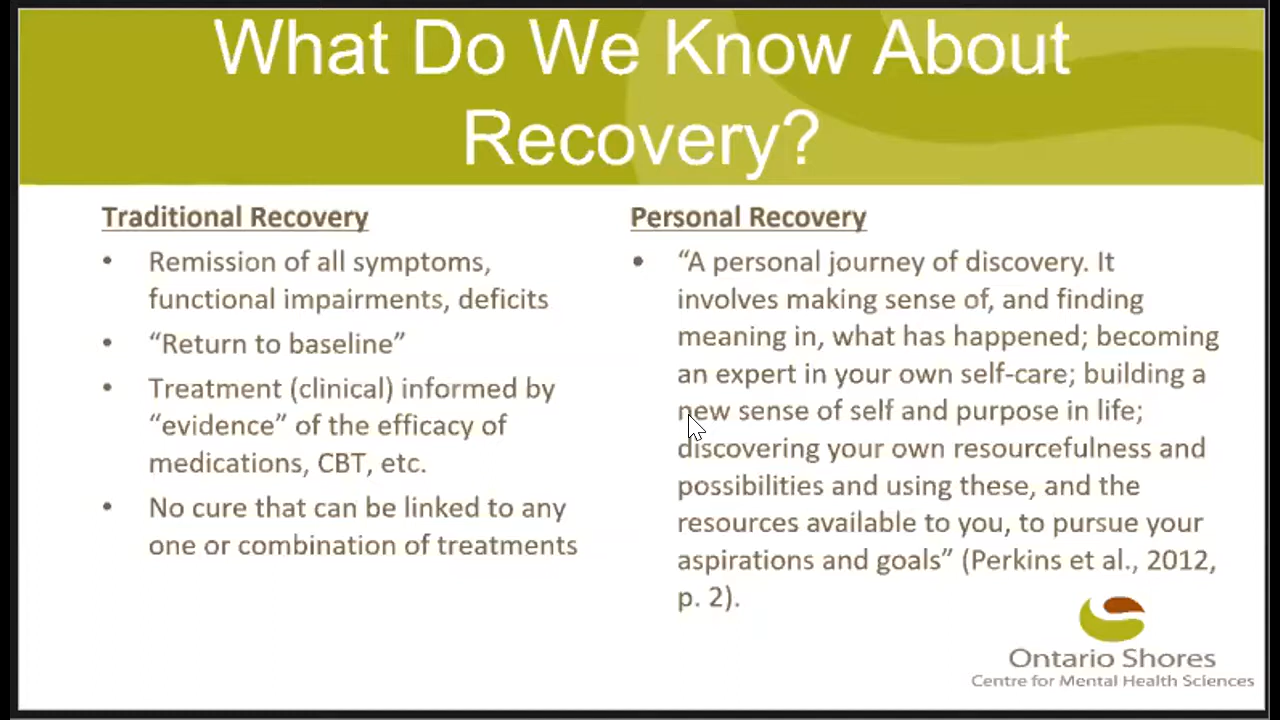 What Do We Know About
Recovery?
Traditional Recovery
• Remission of all symptoms,
functional impairments, deficits
• “Return to baseline”
• Treatment (clinical) informed by
“evidence” of the efficacy of
medications, CBT, etc.
• No cure that can be linked to any
one or combination of treatments
Personal Recovery
• “A personal journey of discovery. It
involves making sense of, and finding
meaning in, what has happened; becoming
an expert in your own self-care; building a
new sense of self and purpose in life;
discovering your own resourcefulness and
possibilities and using these, and the
resources available to you, to pursue your
aspirations and goals” (Perkins et al., 2012,
p. 2).
Ontario Shores
Centre for Mental Health Sciences